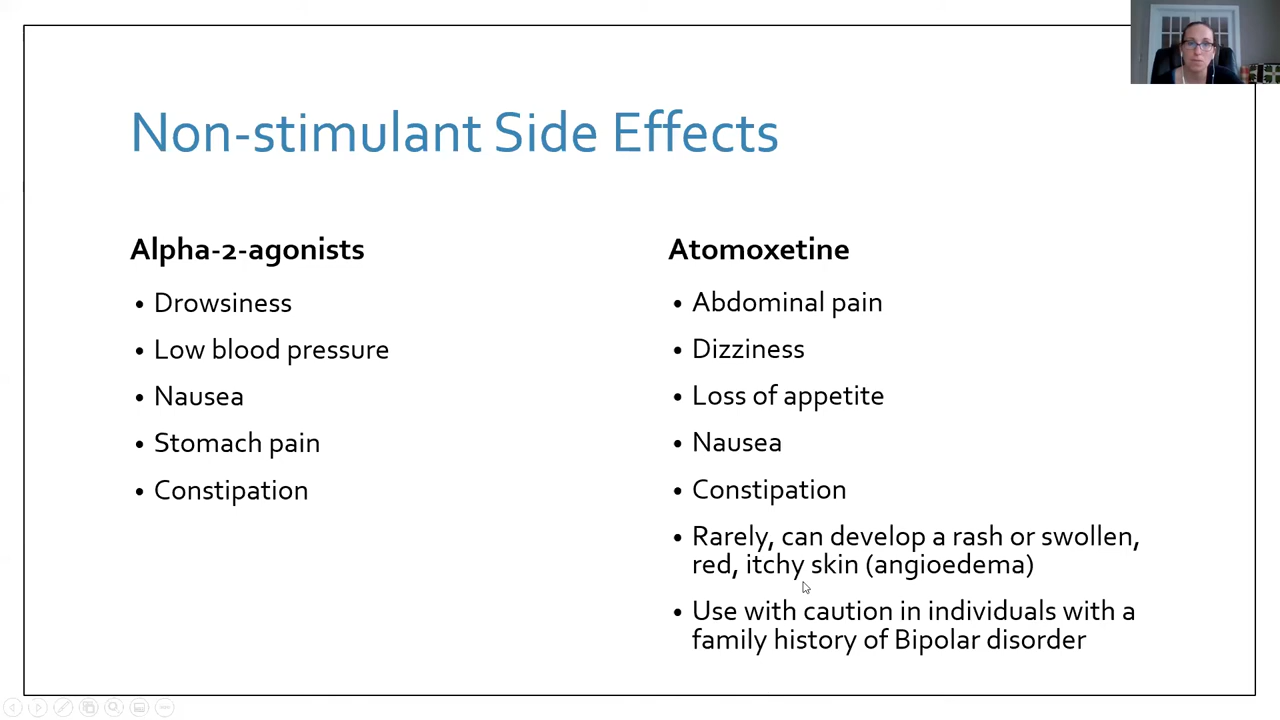 Non-stimulant Side Effects
Alpha-2-agonists
• Drowsiness
• Low blood pressure
• Nausea
• Stomach pain
• Constipation
Atomoxetine
• Abdominal pain
• Dizziness
• Loss of appetite
• Nausea
• Constipation
• Rarely, can develop a rash or swollen,
red, itchy skin (angioedema)
• Use with caution in individuals with a
family history of Bipolar disorder